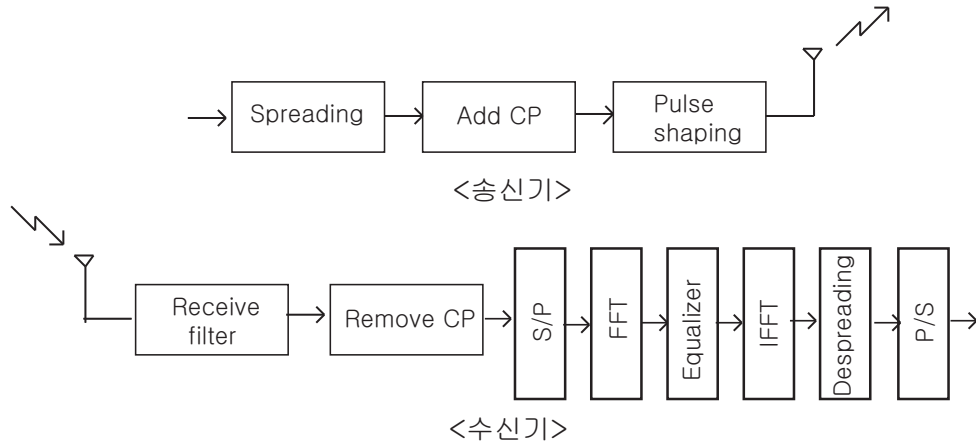 Spreading
Add CP
Pulse
shaping
<송신기>
Receive
filter
Remove CP
S/P
FFT
Equalizer
IFFT
Despreading
P/S
<수신기>